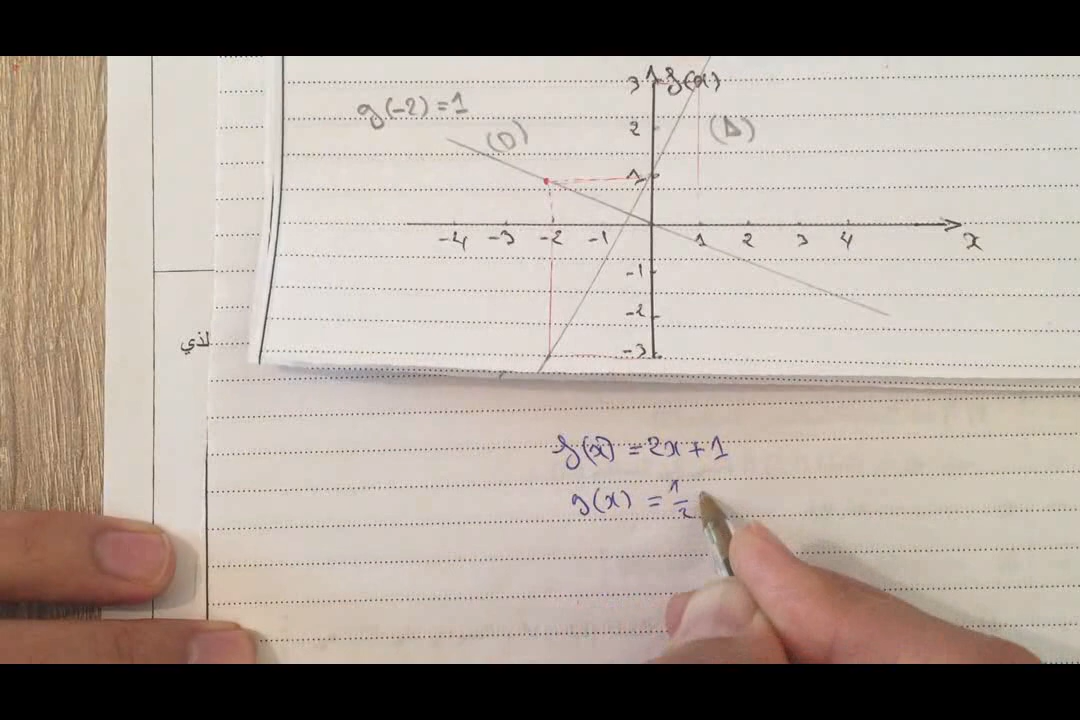 3 f(x)
g(-2) = 1
(D)
2 (Δ)
1
-4 -3 -2 -1 1 2 3 4 x
-1
-2
-3
لذي
f(x) = 2x + 1
g(x) = 1/2